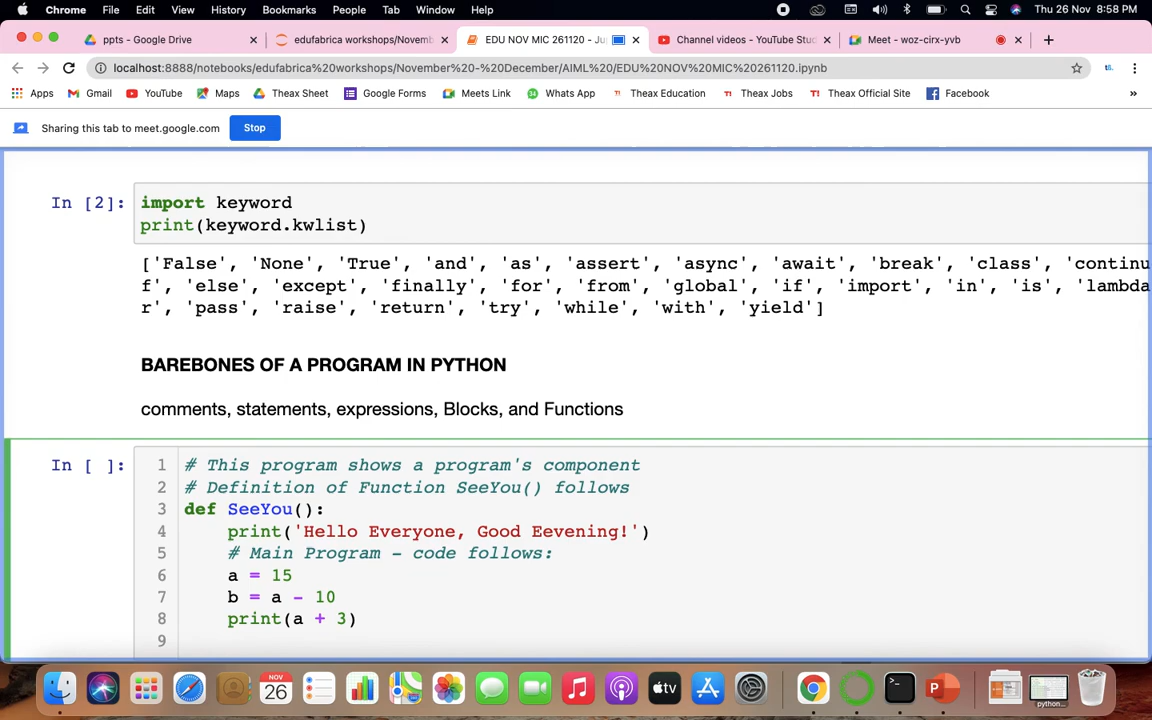 Chrome File Edit View History Bookmarks People Tab Window Help Thu 26 Nov 8:58 PM
ppts - Google Drive edufabrica workshops/Novemb EDU NOV MIC 261120 - Ju Channel videos - YouTube Stu Meet - woz-cirx-yvb
localhost:8888/notebooks/edufabrica%20workshops/November%20-%20December/AIML%20/EDU%20NOV%20MIC%20261120.ipynb
Apps Gmail YouTube Maps Theax Sheet Google Forms Meets Link Whats App Theax Education Theax Jobs Theax Official Site Facebook »
Sharing this tab to meet.google.com Stop
In [2]: import keyword
print(keyword.kwlist)
['False', 'None', 'True', 'and', 'as', 'assert', 'async', 'await', 'break', 'class', 'continu
f', 'else', 'except', 'finally', 'for', 'from', 'global', 'if', 'import', 'in', 'is', 'lambda
r', 'pass', 'raise', 'return', 'try', 'while', 'with', 'yield']
BAREBONES OF A PROGRAM IN PYTHON
comments, statements, expressions, Blocks, and Functions
In [ ]: 1 # This program shows a program's component
2 # Definition of Function SeeYou() follows
3 def SeeYou():
4 print('Hello Everyone, Good Eevening!')
5 # Main Program - code follows:
6 a = 15
7 b = a - 10
8 print(a + 3)
9
NOV
26
tv
P
python...